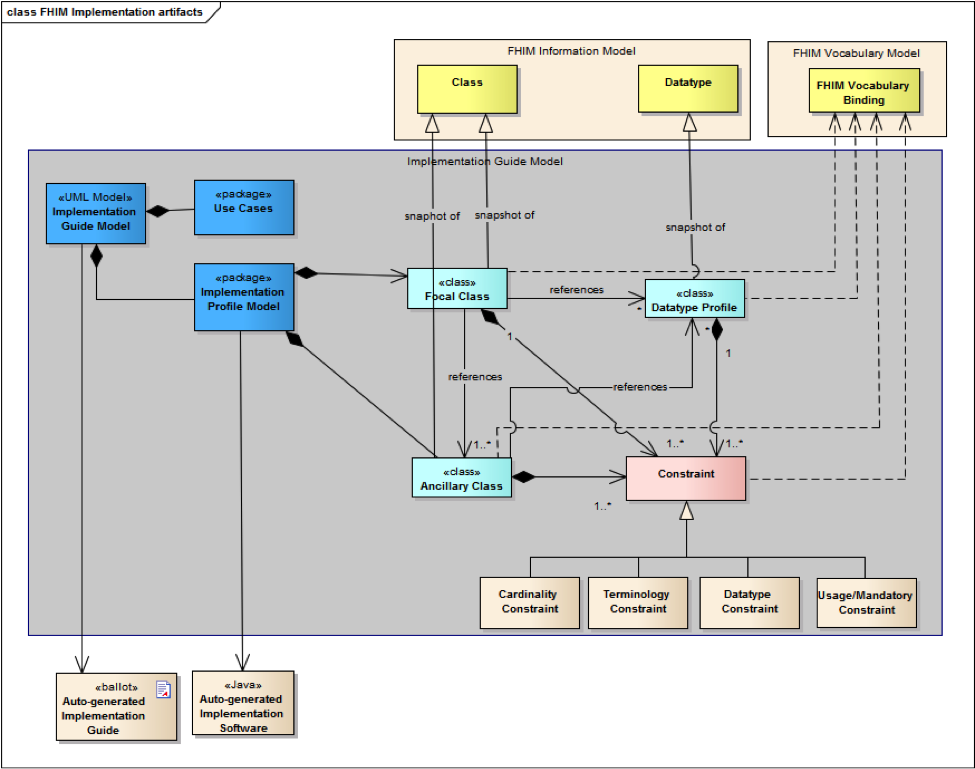 class FHIM Implementation artifacts
FHIM Information Model
FHIM Vocabulary Model
Class
Datatype
FHIM Vocabulary
Binding
Implementation Guide Model
«UML Model»
Implementation
Guide Model
«package»
Use Cases
snaphot of
snapshot of
snapshot of
«package»
Implementation
Profile Model
«class»
Focal Class
references
*
«class»
Datatype Profile
1
*
1
references
references
1..*
1..*
1..*
«class»
Ancillary Class
Constraint
1..*
Cardinality
Constraint
Terminology
Constraint
Datatype
Constraint
Usage/Mandatory
Constraint
«ballot»
Auto-generated
Implementation
Guide
«Java»
Auto-generated
Implementation
Software